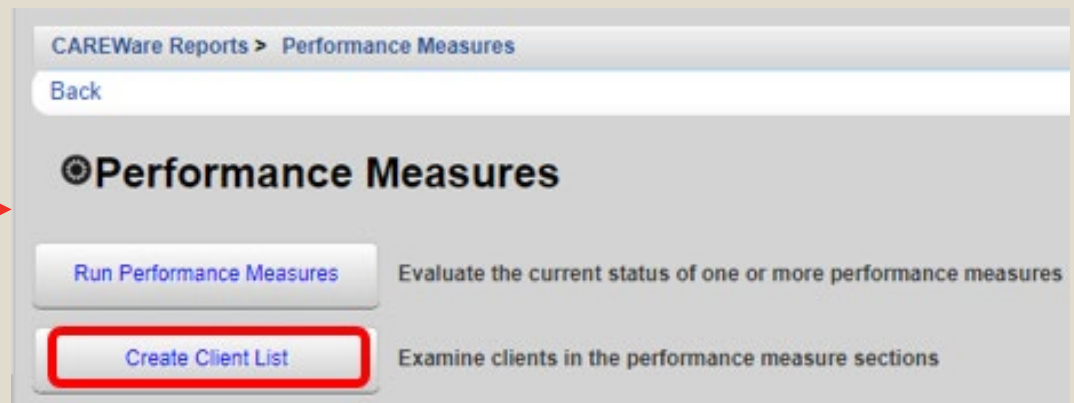 CAREWare Reports > Performance Measures
Back
Performance Measures
Run Performance Measures Evaluate the current status of one or more performance measures
Create Client List Examine clients in the performance measure sections